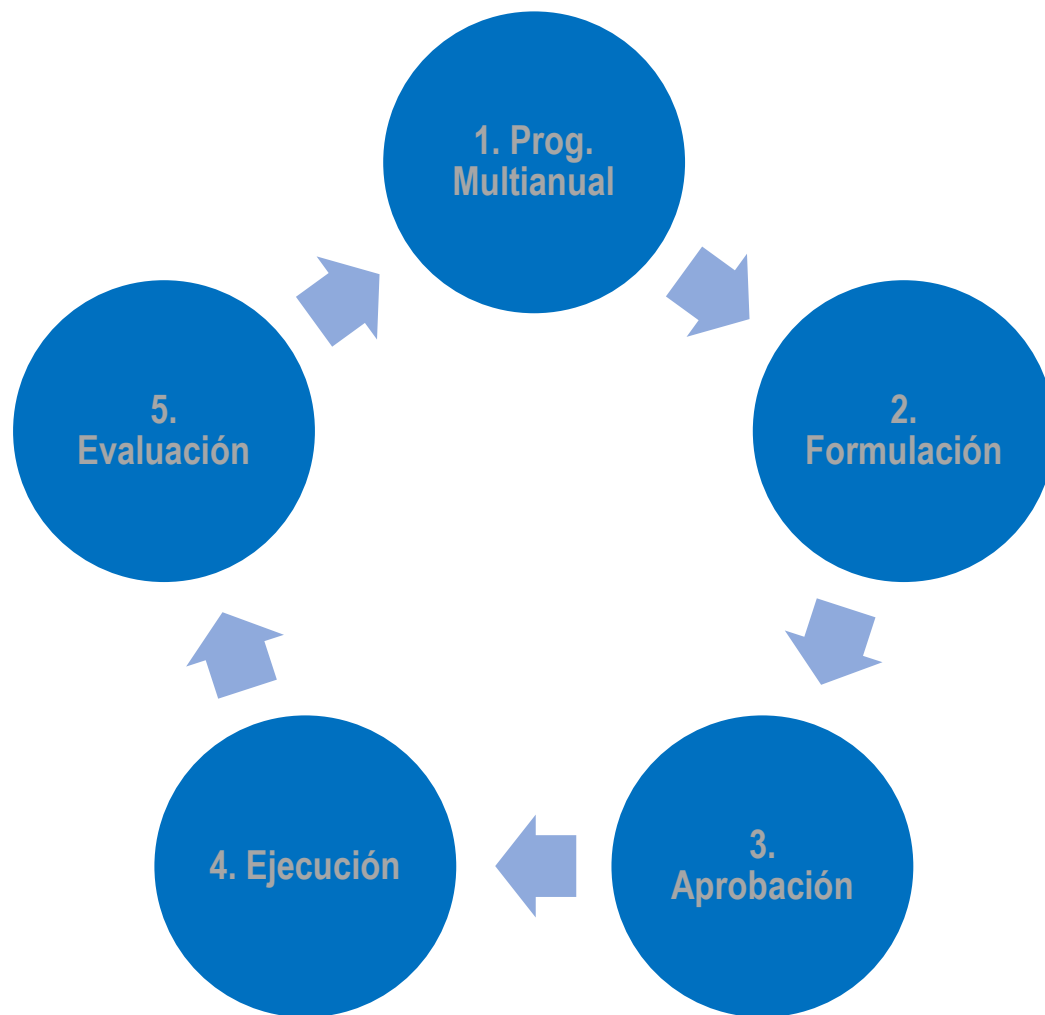 1. Prog.
Multianual
2.
Formulación
3.
Aprobación
4. Ejecución
5.
Evaluación